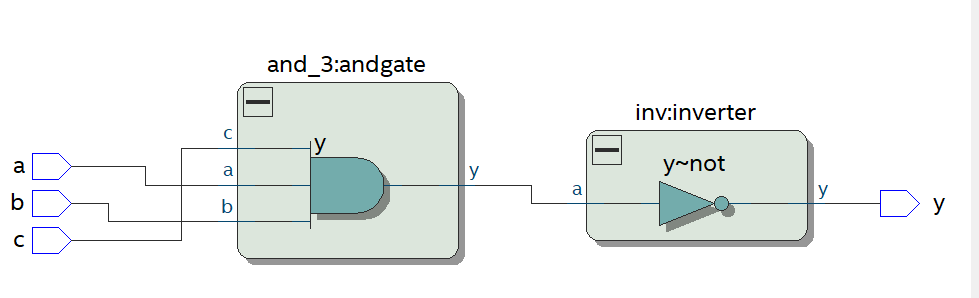 and_3:andgate
inv:inverter
c
y
y~not
a
a
y
a
y
b
b
y
c